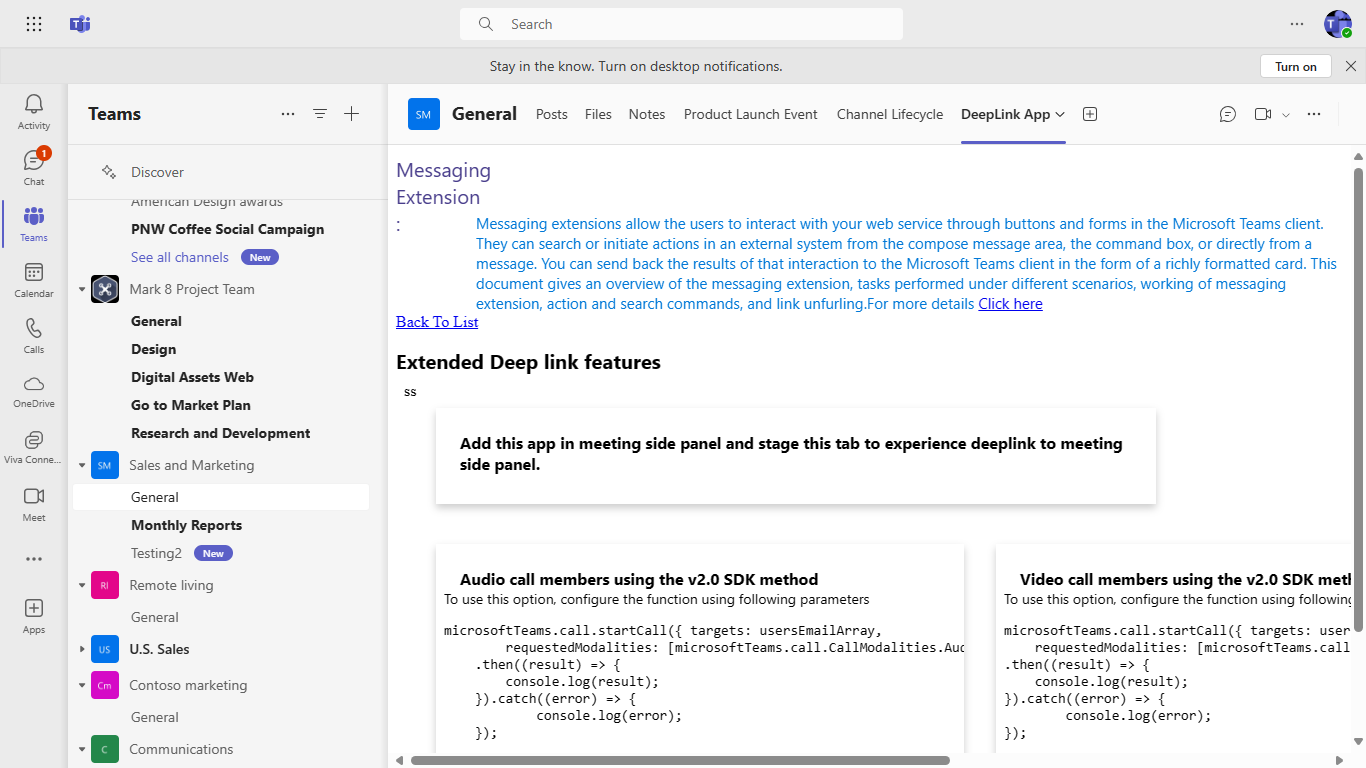 Search
Stay in the know. Turn on desktop notifications.
Turn on
Activity
Chat
1
Teams
Calendar
Calls
OneDrive
Viva Conne...
Meet
Apps
Teams
Discover
American Design awards
PNW Coffee Social Campaign
See all channels New
Mark 8 Project Team
General
Design
Digital Assets Web
Go to Market Plan
Research and Development
SM Sales and Marketing
General
Monthly Reports
Testing2 New
Rl Remote living
General
US U.S. Sales
Cm Contoso marketing
General
C Communications
SM General Posts Files Notes Product Launch Event Channel Lifecycle DeepLink App
Messaging
Extension
:
Messaging extensions allow the users to interact with your web service through buttons and forms in the Microsoft Teams client.
They can search or initiate actions in an external system from the compose message area, the command box, or directly from a
message. You can send back the results of that interaction to the Microsoft Teams client in the form of a richly formatted card. This
document gives an overview of the messaging extension, tasks performed under different scenarios, working of messaging
extension, action and search commands, and link unfurling.For more details Click here
Back To List
Extended Deep link features
ss
Add this app in meeting side panel and stage this tab to experience deeplink to meeting
side panel.
Audio call members using the v2.0 SDK method
To use this option, configure the function using following parameters
microsoftTeams.call.startCall({ targets: usersEmailArray,
requestedModalities: [microsoftTeams.call.CallModalities.Aud
.then((result) => {
console.log(result);
}).catch((error) => {
console.log(error);
});
Video call members using the v2.0 SDK meth
To use this option, configure the function using following
microsoftTeams.call.startCall({ targets: user
requestedModalities: [microsoftTeams.call
.then((result) => {
console.log(result);
}).catch((error) => {
console.log(error);
});